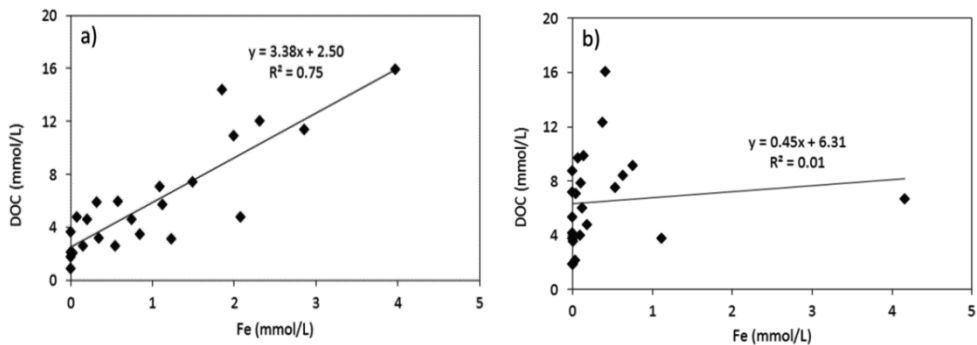 a)
y = 3.38x + 2.50
R² = 0.75
DOC (mmol/L)
20
16
12
8
4
0
0 1 2 3 4 5
Fe (mmol/L)
b)
y = 0.45x + 6.31
R² = 0.01
DOC (mmol/L)
20
16
12
8
4
0
0 1 2 3 4 5
Fe (mmol/L)